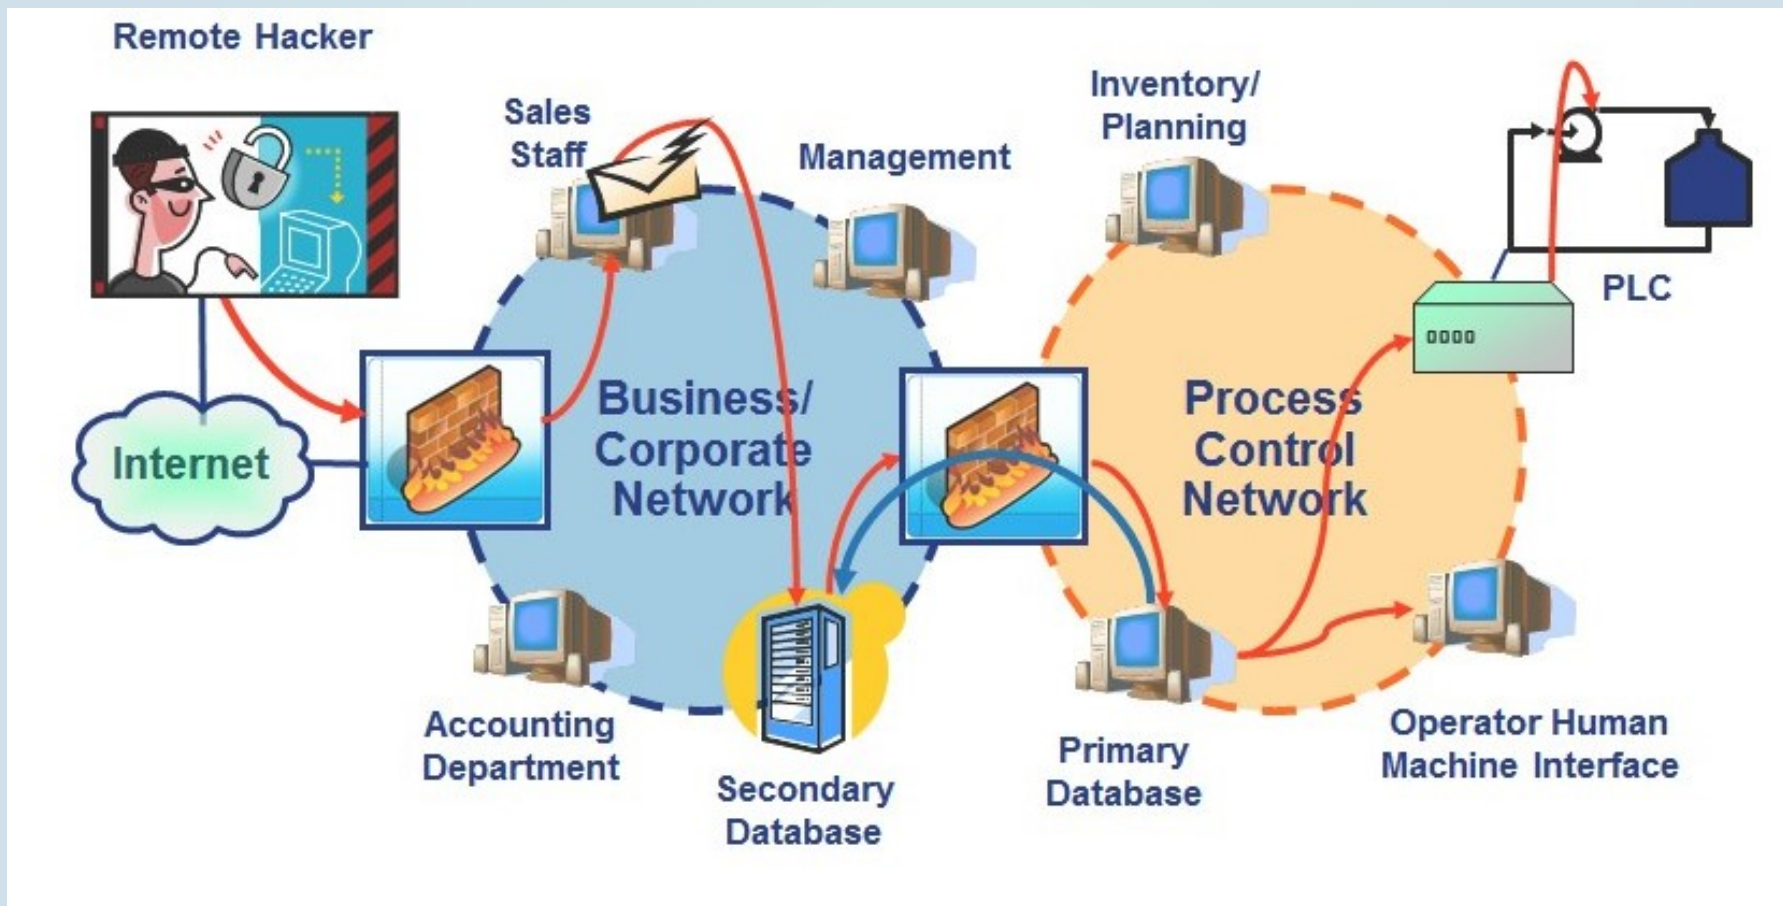 Remote Hacker
Sales
Staff
Management
Inventory/
Planning
PLC
Internet
Business/
Corporate
Network
Process
Control
Network
Accounting
Department
Secondary
Database
Primary
Database
Operator Human
Machine Interface